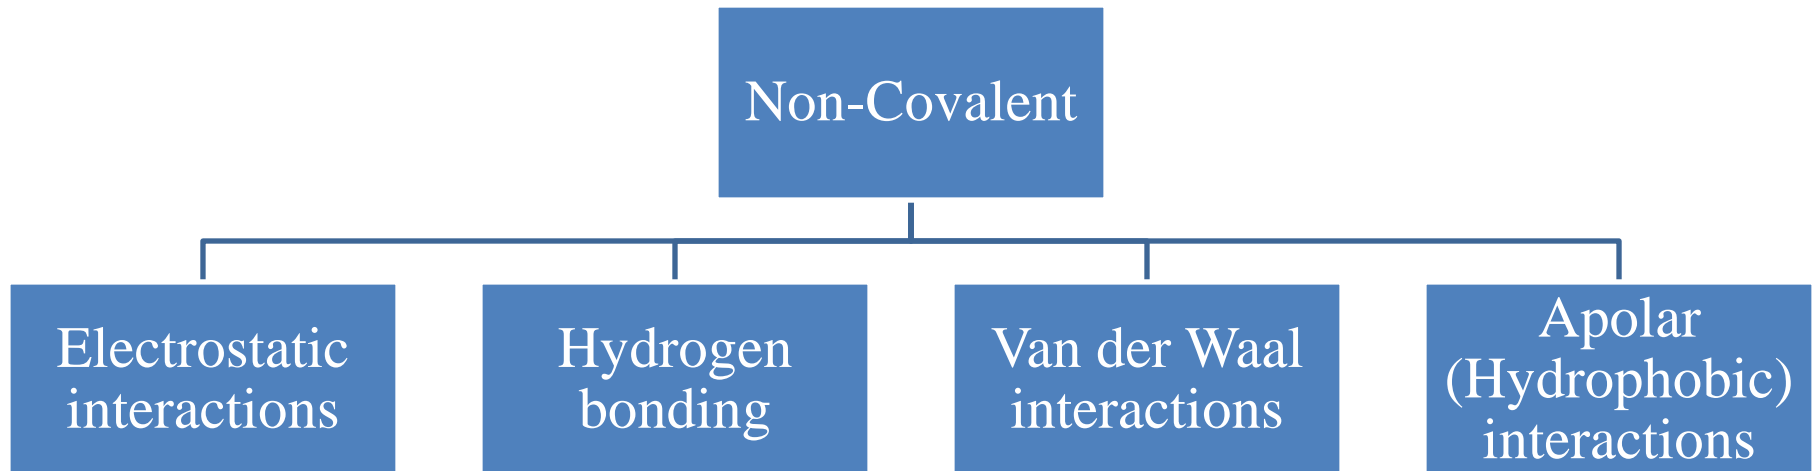 Non-Covalent
Electrostatic
interactions
Hydrogen
bonding
Van der Waal
interactions
Apolar
(Hydrophobic)
interactions